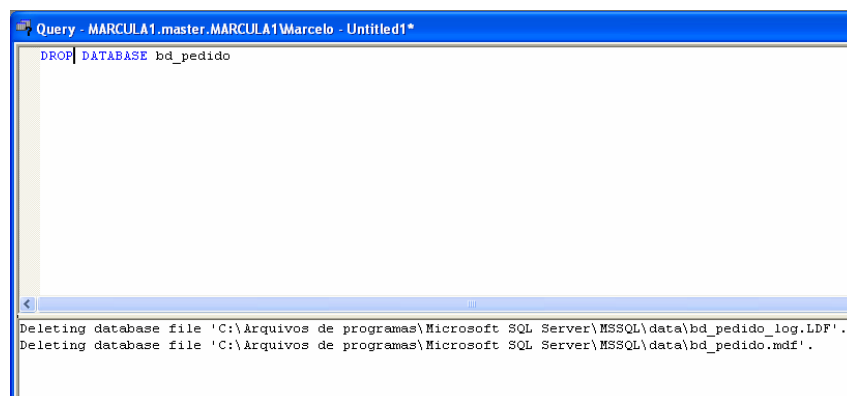 Query - MARCULA1.master.MARCULA1\Marcelo - Untitled1*
DROP DATABASE bd_pedido
Deleting database file 'C:\Arquivos de programas\Microsoft SQL Server\MSSQL\data\bd_pedido_log.LDF'.
Deleting database file 'C:\Arquivos de programas\Microsoft SQL Server\MSSQL\data\bd_pedido.mdf'.